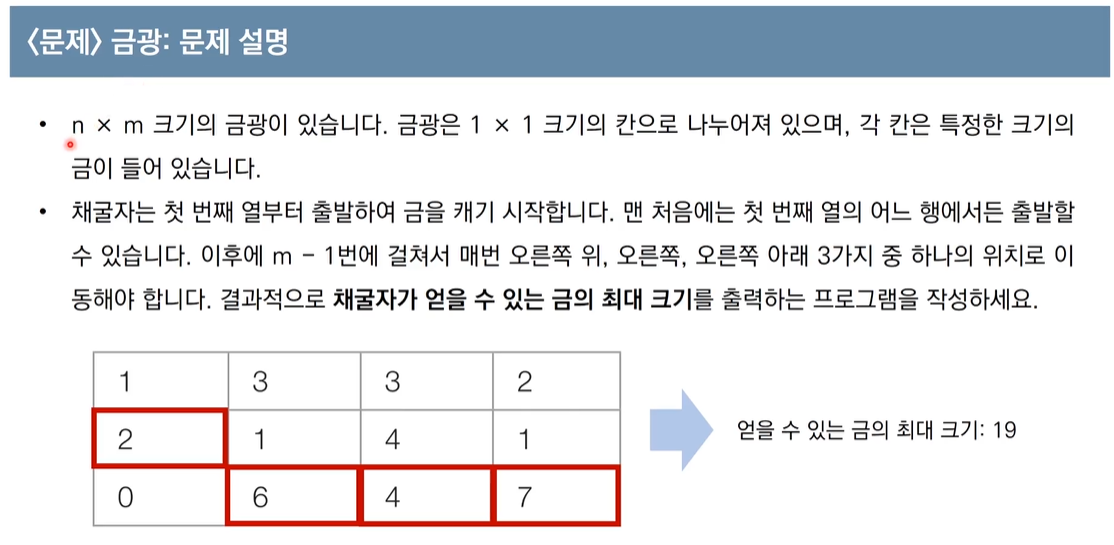 〈문제〉 금광: 문제 설명
• n × m 크기의 금광이 있습니다. 금광은 1 × 1 크기의 칸으로 나누어져 있으며, 각 칸은 특정한 크기의
금이 들어 있습니다.
• 채굴자는 첫 번째 열부터 출발하여 금을 캐기 시작합니다. 맨 처음에는 첫 번째 열의 어느 행에서든 출발할
수 있습니다. 이후에 m - 1번에 걸쳐서 매번 오른쪽 위, 오른쪽, 오른쪽 아래 3가지 중 하나의 위치로 이
동해야 합니다. 결과적으로 채굴자가 얻을 수 있는 금의 최대 크기를 출력하는 프로그램을 작성하세요.
1 3 3 2
2 1 4 1
0 6 4 7
얻을 수 있는 금의 최대 크기: 19